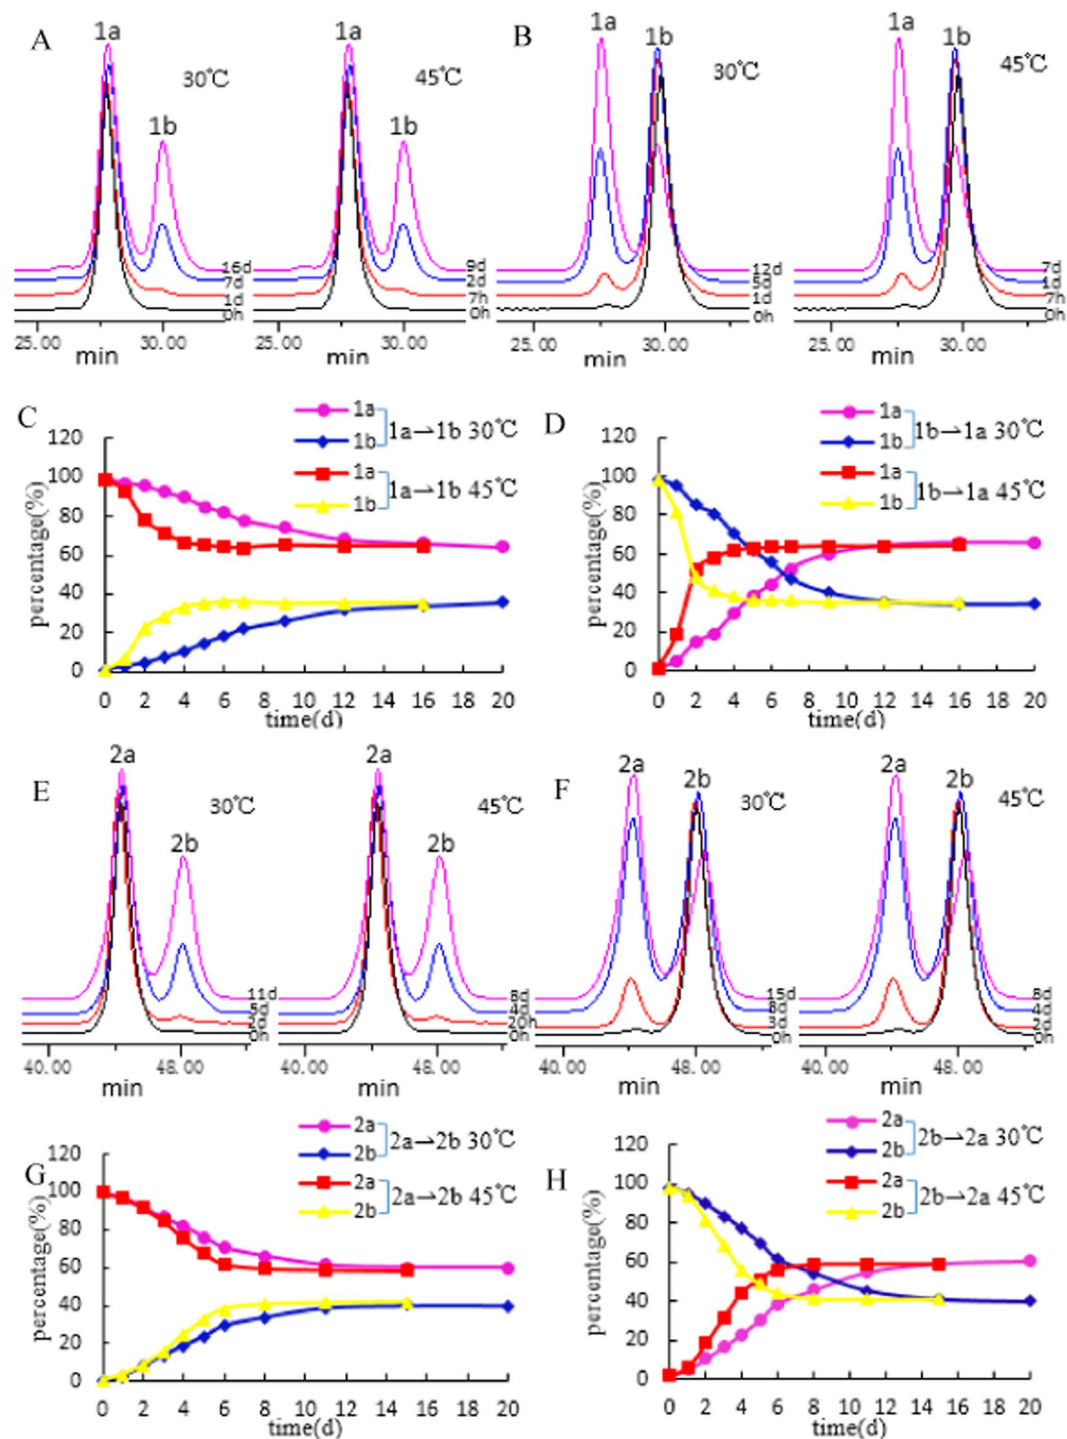 A
1a
1b
30°C
1a
1b
45°C
B
1a
1b
30°C
1a
1b
45°C
16d
7d
1d
0h
9d
2d
7h
0h
12d
5d
1d
0h
7d
1d
7h
0h
25.00 30.00 25.00 30.00 25.00 30.00 25.00 30.00
min min min min
C
1a
1b
1a→1b 30°C
1a
1b
1a→1b 45°C
percentage(%)
120
100
80
60
40
20
0
0 2 4 6 8 10 12 14 16 18 20
time(d)
D
1a
1b
1b→1a 30°C
1a
1b
1b→1a 45°C
percentage(%)
120
100
80
60
40
20
0
0 2 4 6 8 10 12 14 16 18 20
time(d)
E
2a
2b
30°C
2a
2b
45°C
F
2a
2b
30°C
2a
2b
45°C
11d
5d
2d
0h
8d
4d
20h
0h
15d
8d
3d
0h
8d
4d
2d
0h
40.00 48.00 40.00 48.00 40.00 48.00 40.00 48.00
min min min min
G
2a
2b
2a→2b 30°C
2a
2b
2a→2b 45°C
percentage(%)
120
100
80
60
40
20
0
0 2 4 6 8 10 12 14 16 18 20
time(d)
H
2a
2b
2b→2a 30°C
2a
2b
2b→2a 45°C
percentage(%)
120
100
80
60
40
20
0
0 2 4 6 8 10 12 14 16 18 20
time(d)